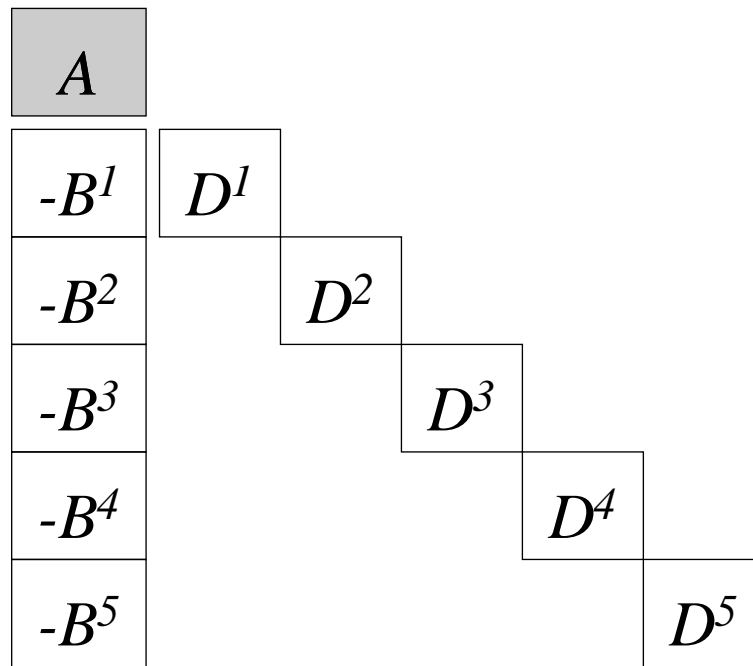 A
-B¹ D¹
-B² D²
-B³ D³
-B⁴ D⁴
-B⁵ D⁵